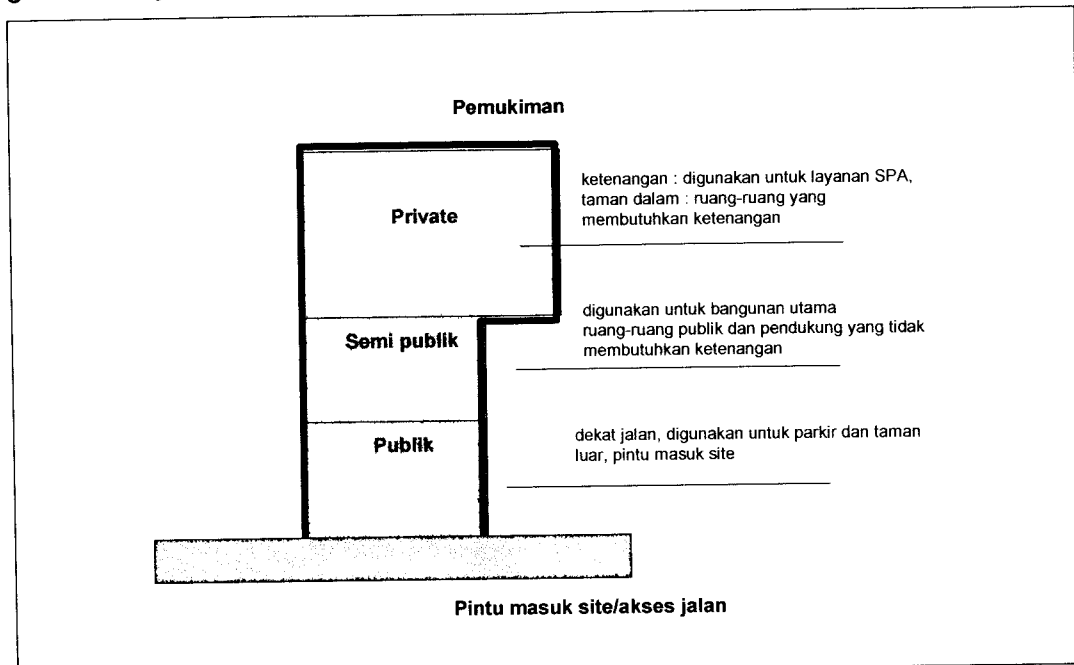 Pemukiman
Private
ketenangan : digunakan untuk layanan SPA,
taman dalam : ruang-ruang yang
membutuhkan ketenangan
Semi publik
digunakan untuk bangunan utama
ruang-ruang publik dan pendukung yang tidak
membutuhkan ketenangan
Publik
dekat jalan, digunakan untuk parkir dan taman
luar, pintu masuk site
Pintu masuk site/akses jalan